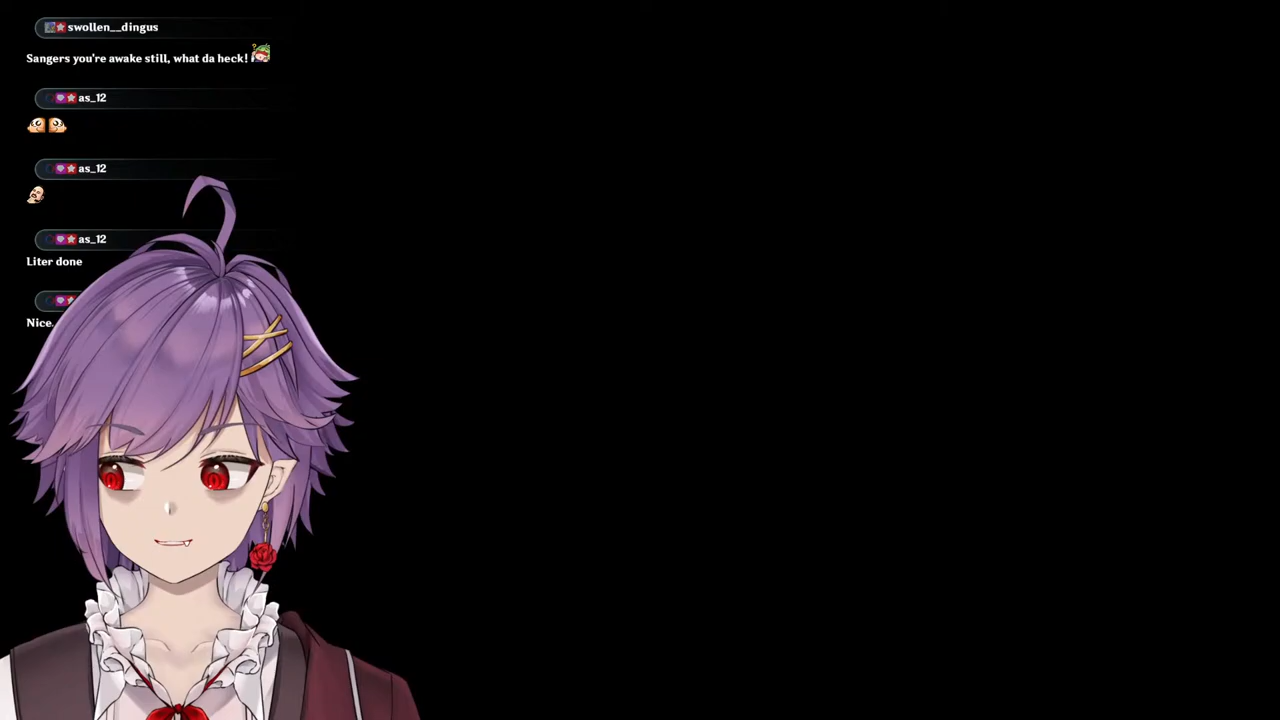 swollen__dingus
Sangers you're awake still, what da heck!
as_12
as_12
as_12
Liter done
Nice.